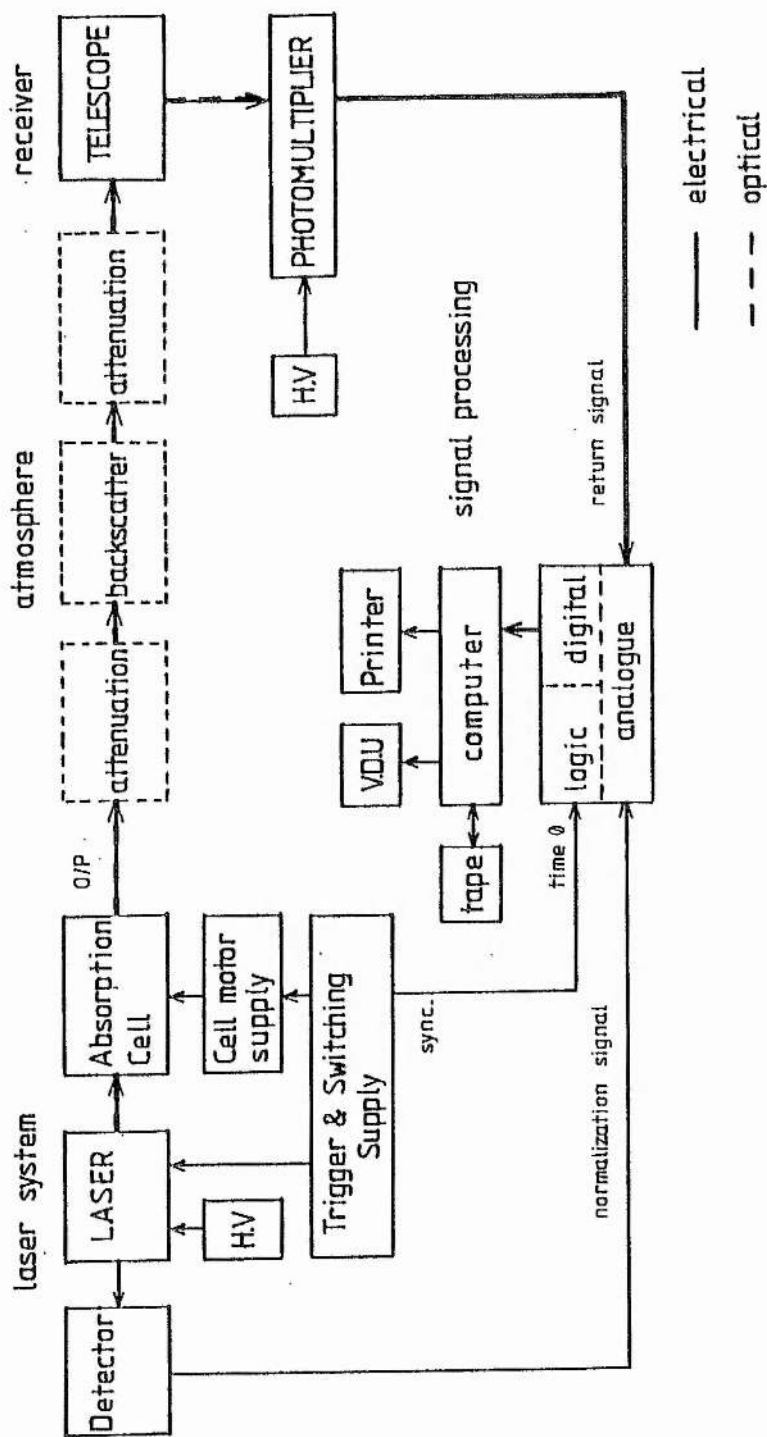 laser system
atmosphere
receiver
Detector
LASER
Absorption
Cell
O/P
attenuation
backscatter
attenuation
TELESCOPE
H.V
Cell motor
supply
Trigger & Switching
Supply
sync.
H.V
PHOTOMULTIPLIER
signal processing
tape
V.D.U
Printer
computer
time 0
logic
digital
analogue
return signal
normalization signal
electrical
optical